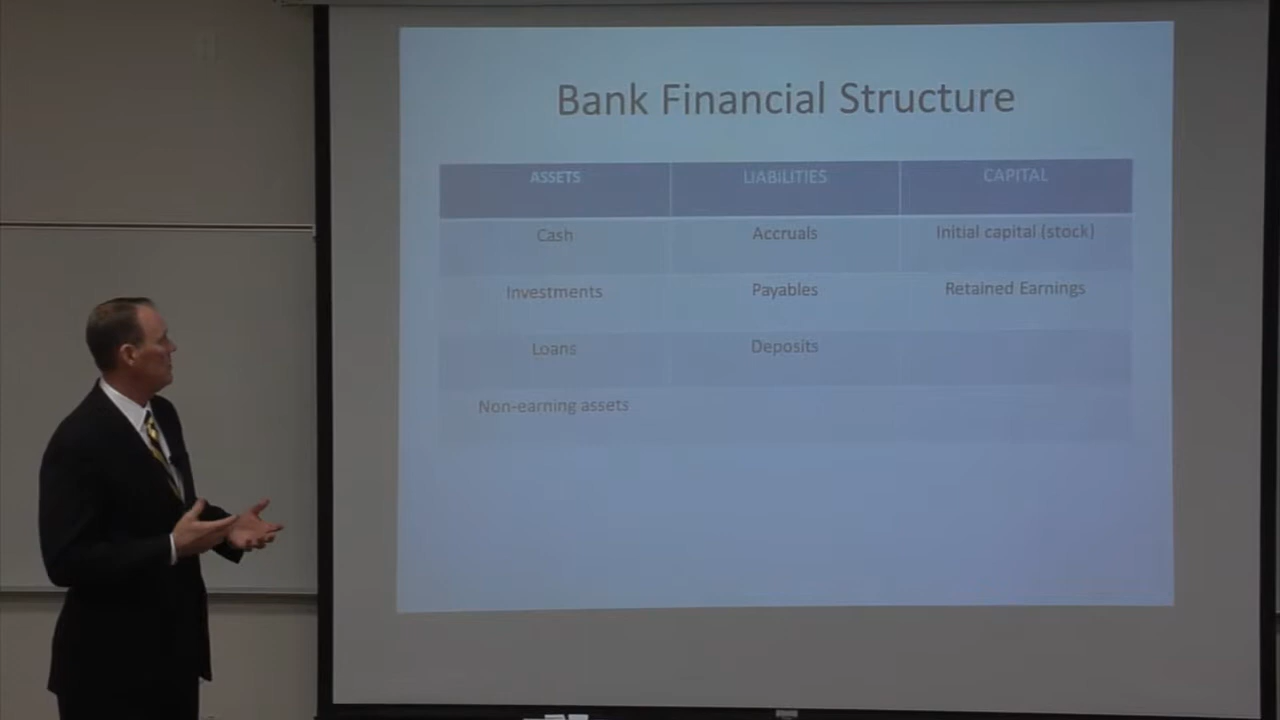 Bank Financial Structure
ASSETS LIABILITIES CAPITAL
Cash Accruals Initial capital (stock)
Investments Payables Retained Earnings
Loans Deposits
Non-earning assets